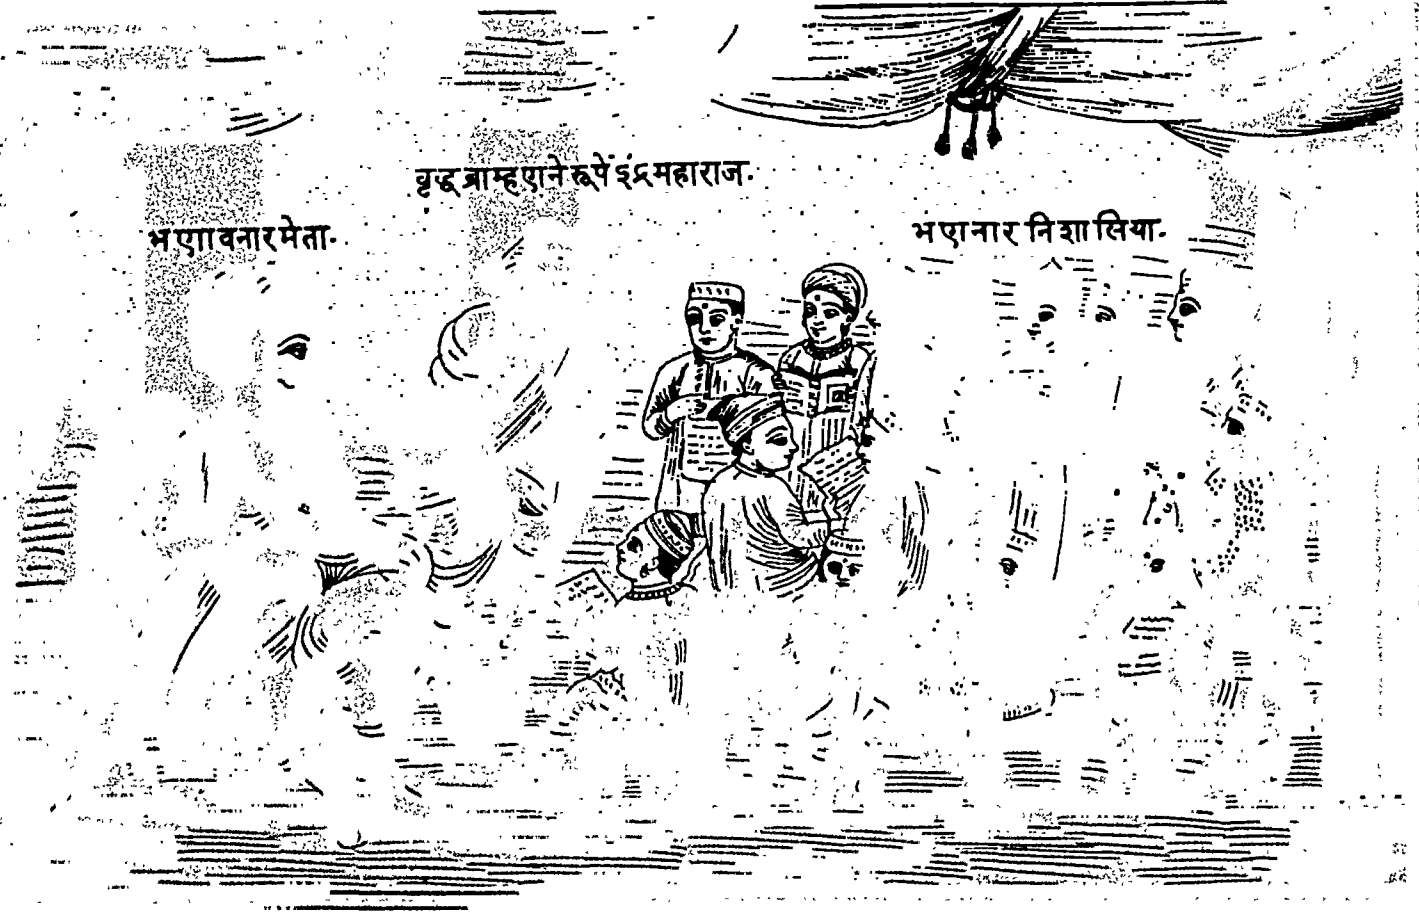 वृद्ध ब्राम्हणने रूपें इंद्रमहाराज.
भणावनार मेता.
भणनार निशालिया.